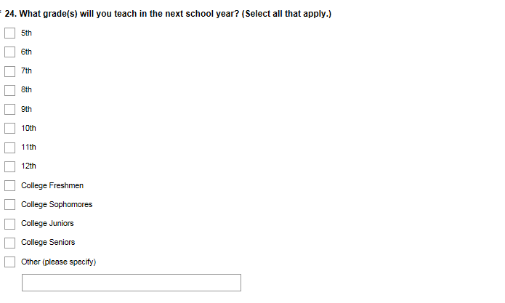 * 24. What grade(s) will you teach in the next school year? (Select all that apply.)
5th
6th
7th
8th
9th
10th
11th
12th
College Freshmen
College Sophomores
College Juniors
College Seniors
Other (please specify)